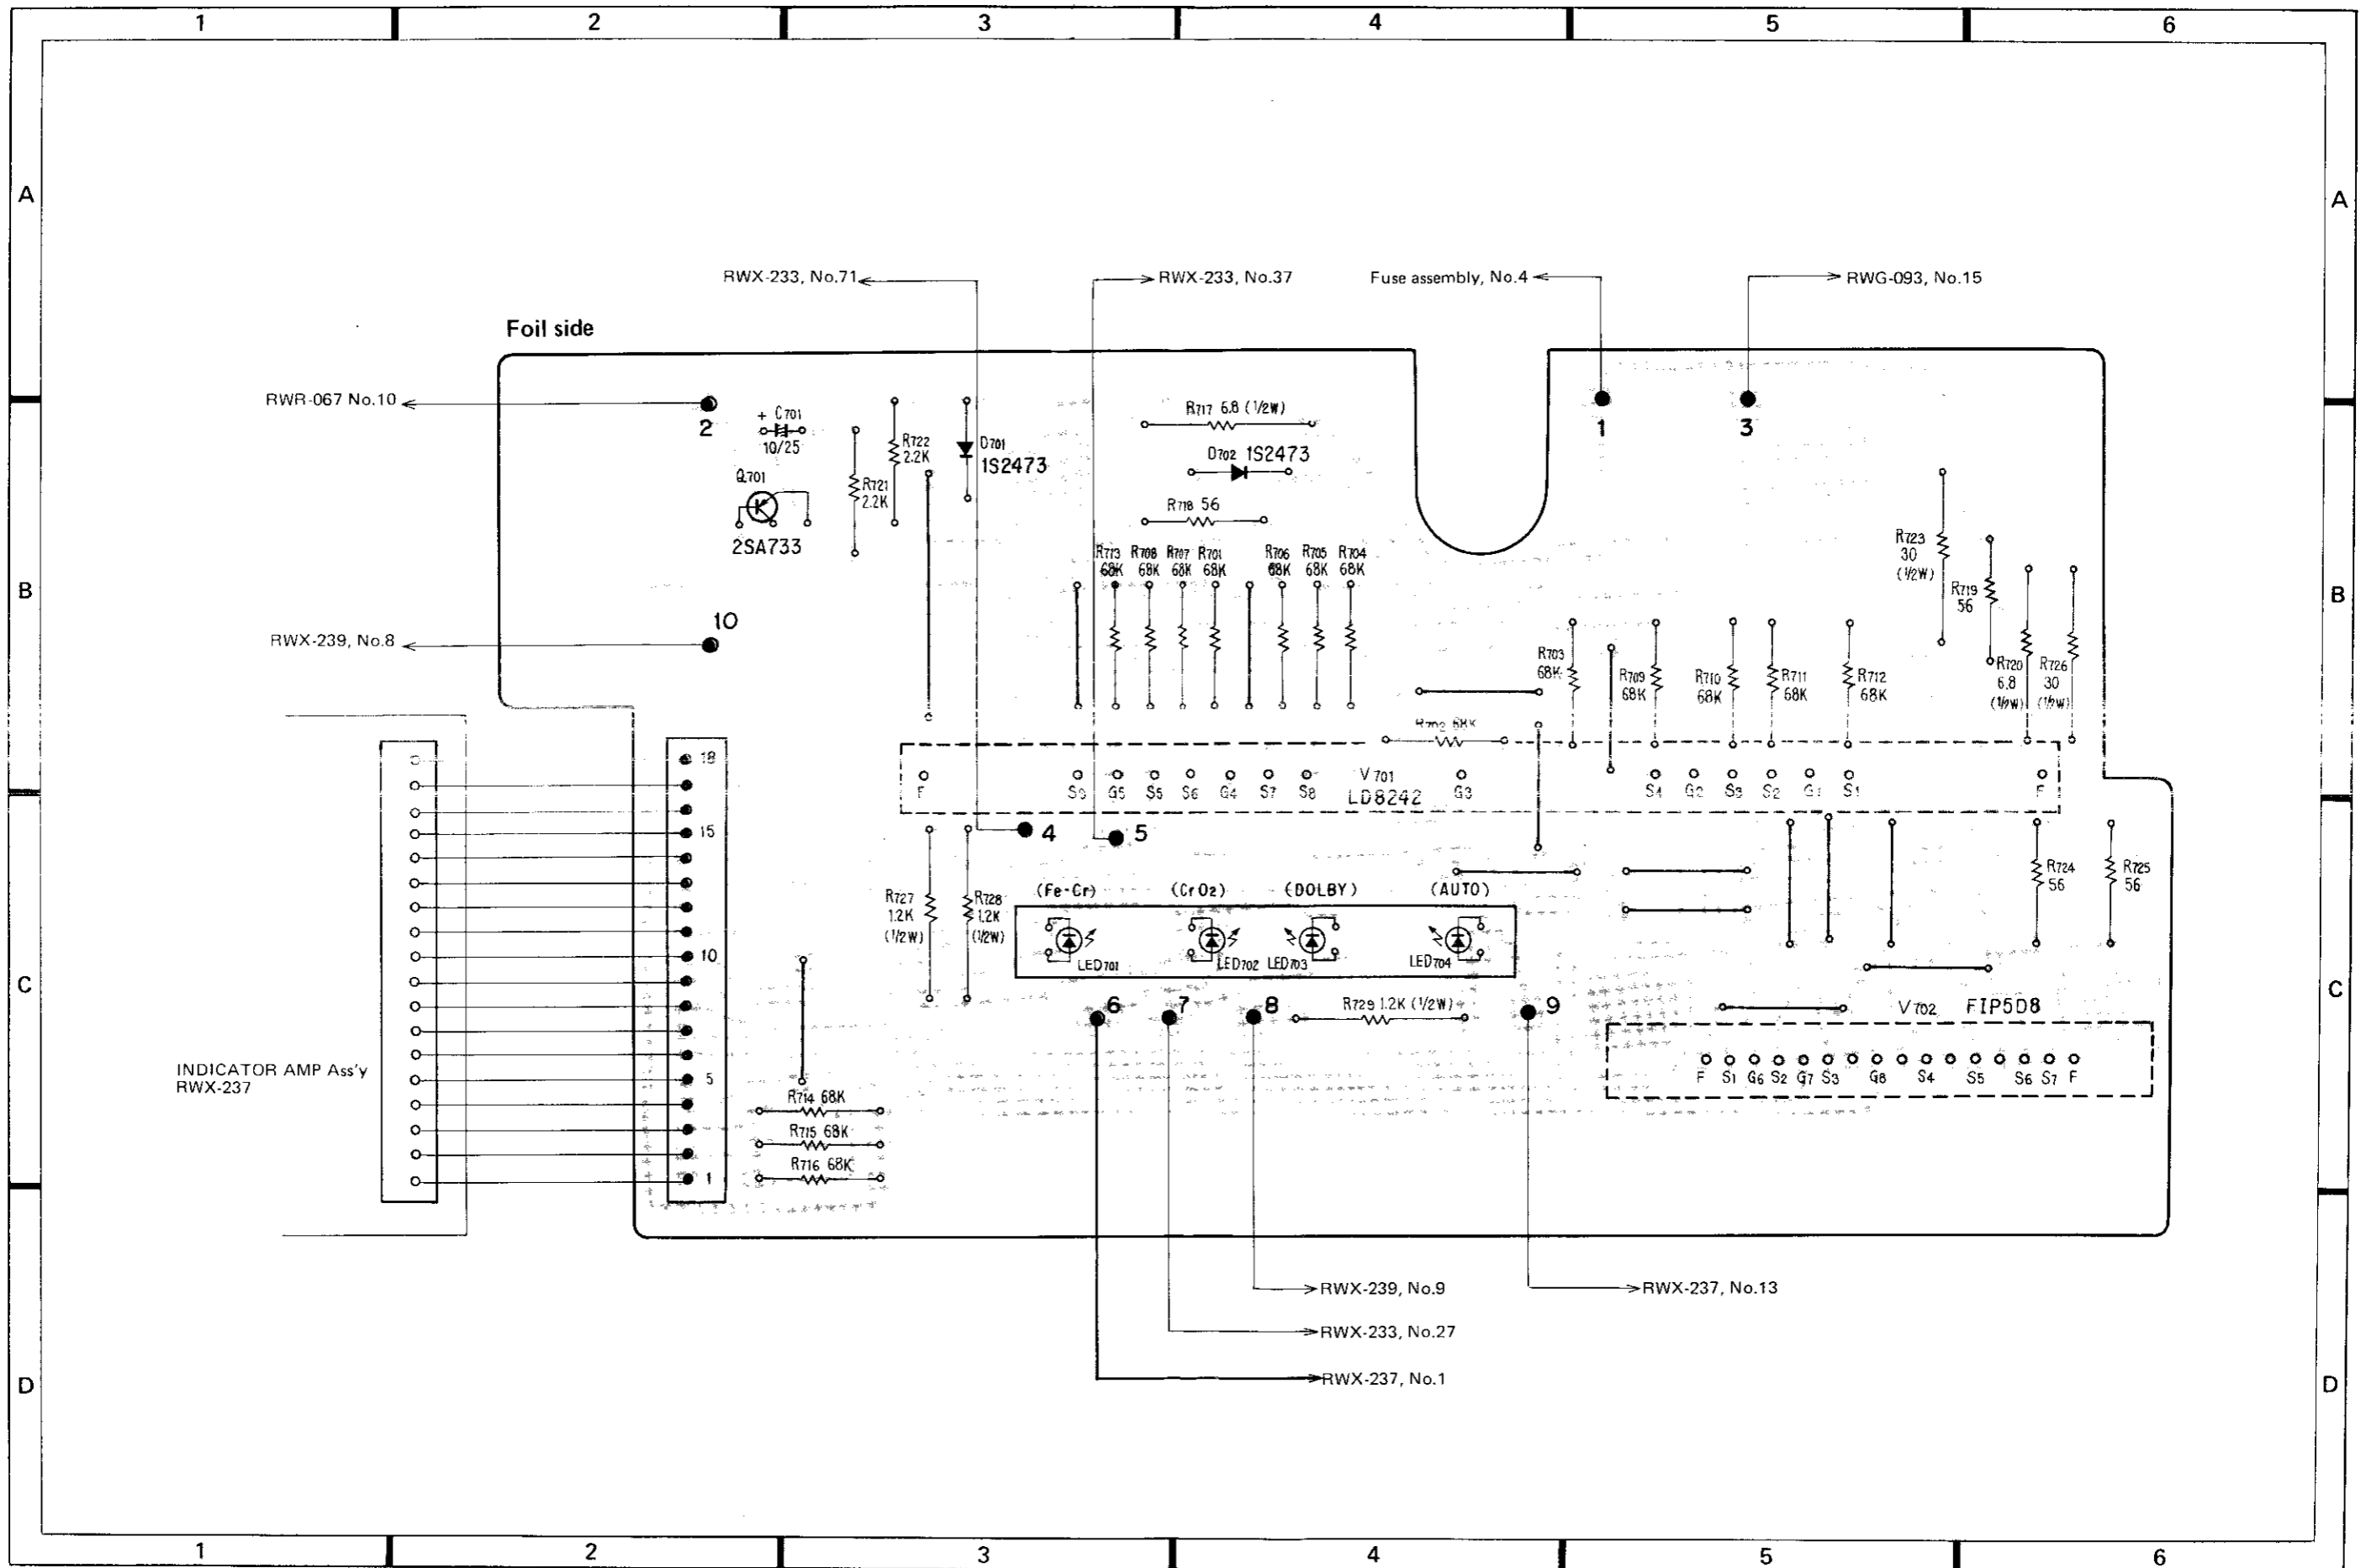 1 2 3 4 5 6
A A
RWX-233, No.71
RWX-233, No.37
Fuse assembly, No.4
RWG-093, No.15
Foil side
RWR-067 No.10
2
+ C701
10/25
Q701
2SA733
R721
2.2K
R722
2.2K
D701
1S2473
R717 6.8 (1/2W)
D702 1S2473
R718 56
1
3
R713 R708 R707 R701 R706 R705 R704
68K 68K 68K 68K 68K 68K 68K
R723
30
(1/2W)
R719
56
B B
10
RWX-239, No.8
R703
68K
R709
68K
R710
68K
R711
68K
R712
68K
R720
6.8
(1/2W)
R726
30
(1/2W)
R702 68K
18
V701
LD8242
F S9 G5 S5 S6 G4 S7 S8 G3 S4 G2 S3 S2 G1 S1 F
15
4
5
R727
1.2K
(1/2W)
R728
1.2K
(1/2W)
(Fe-Cr) (CrO2) (DOLBY) (AUTO)
LED701 LED702 LED703 LED704
R724
56
R725
56
10
C C
6 7 8
R729 1.2K (1/2W)
9
V702 FIP5D8
F S1 G6 S2 G7 S3 G8 S4 S5 S6 S7 F
INDICATOR AMP Ass'y
RWX-237
5
R714 68K
R715 68K
R716 68K
1
RWX-239, No.9
RWX-237, No.13
RWX-233, No.27
RWX-237, No.1
D D
1 2 3 4 5 6